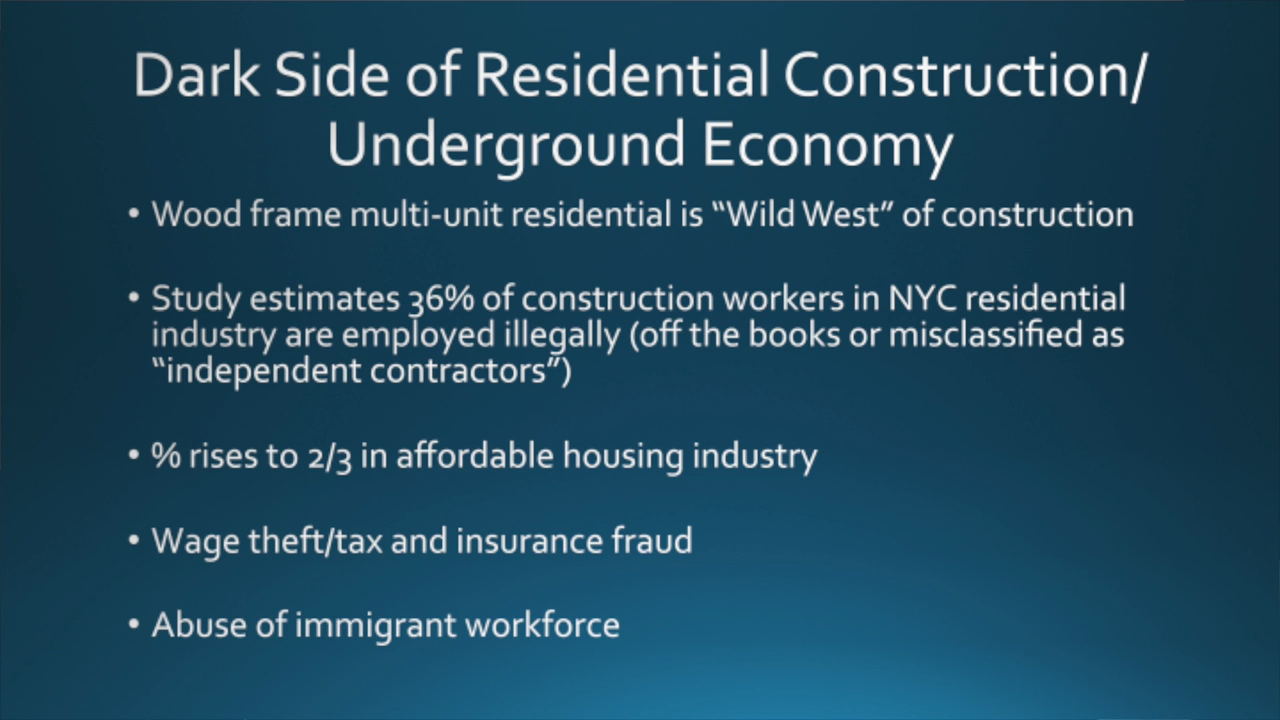 Dark Side of Residential Construction/
Underground Economy
• Wood frame multi-unit residential is “Wild West” of construction
• Study estimates 36% of construction workers in NYC residential
industry are employed illegally (off the books or misclassified as
“independent contractors”)
• % rises to 2/3 in affordable housing industry
• Wage theft/tax and insurance fraud
• Abuse of immigrant workforce